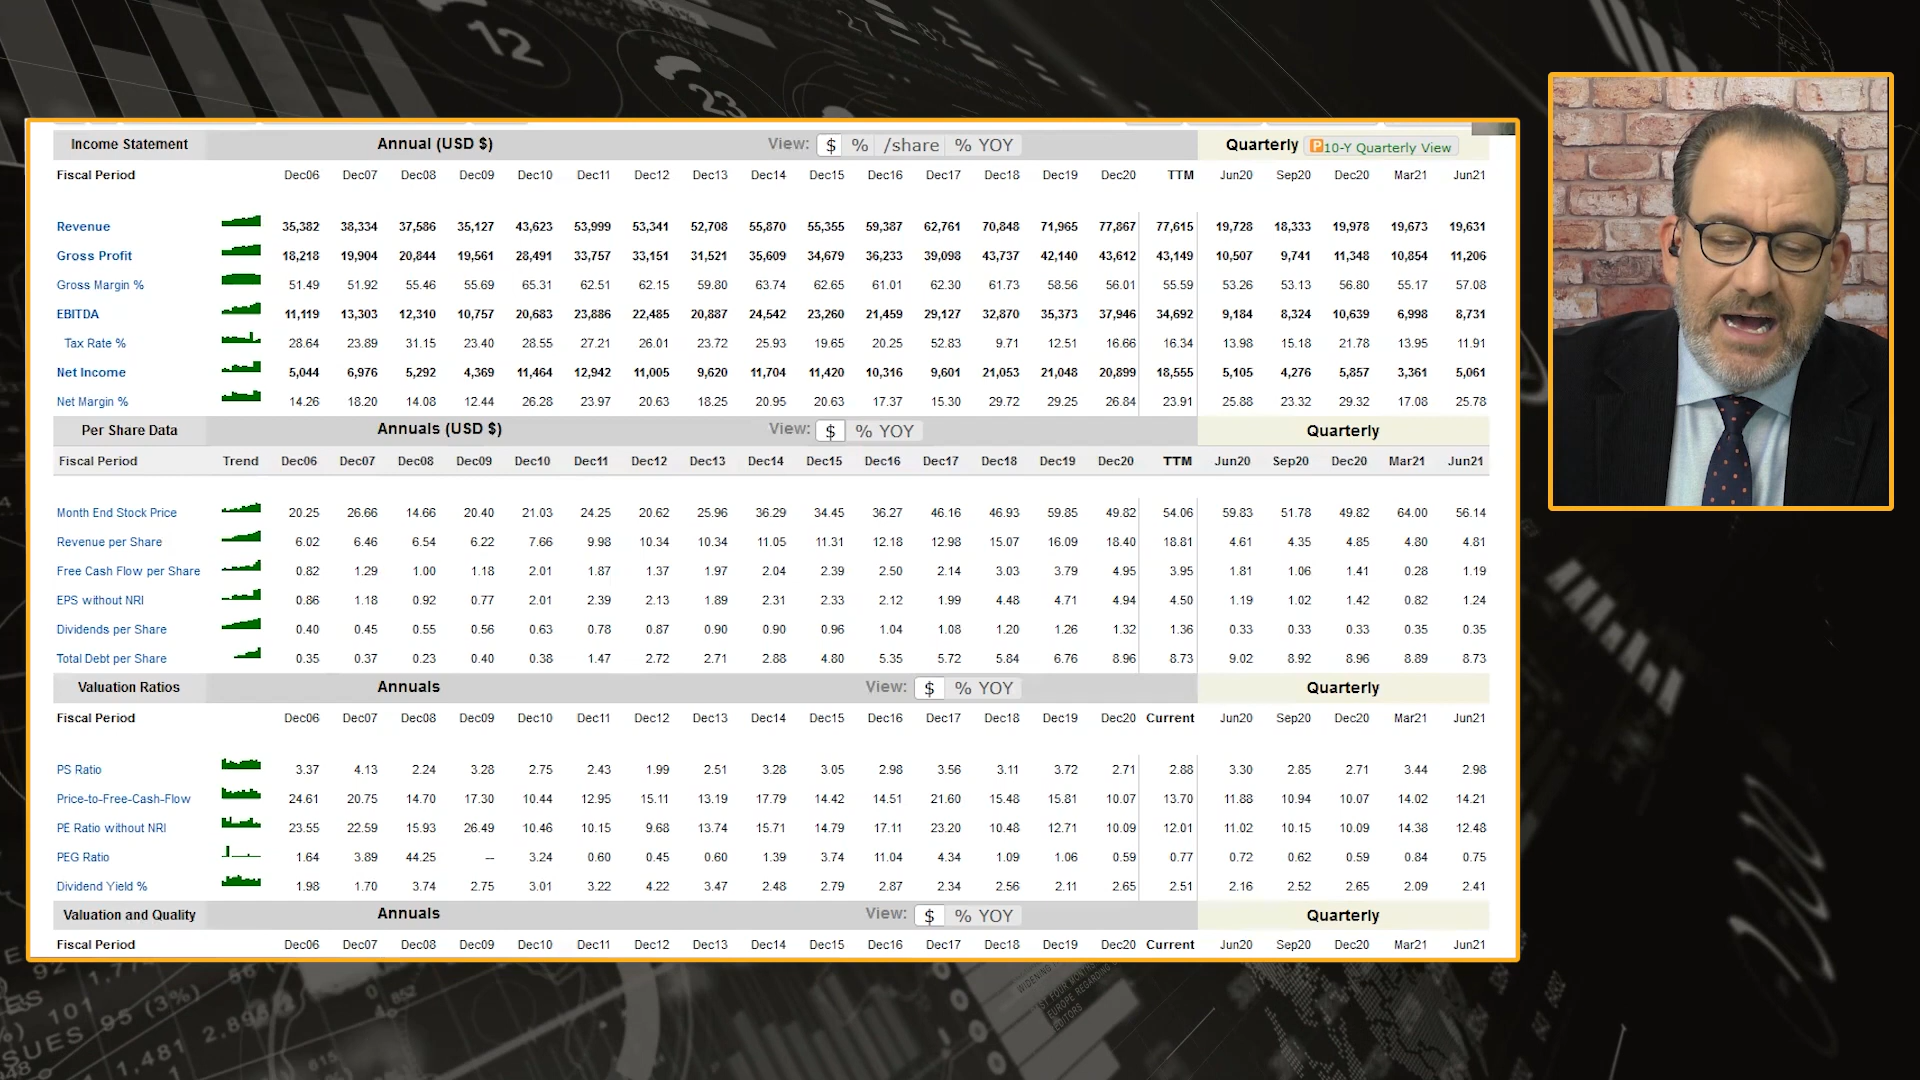 Income Statement Annual (USD $) View: $ % /share % YOY Quarterly P 10-Y Quarterly View
Fiscal Period Dec06 Dec07 Dec08 Dec09 Dec10 Dec11 Dec12 Dec13 Dec14 Dec15 Dec16 Dec17 Dec18 Dec19 Dec20 TTM Jun20 Sep20 Dec20 Mar21 Jun21
Revenue 35,382 38,334 37,586 35,127 43,623 53,999 53,341 52,708 55,870 55,355 59,387 62,761 70,848 71,965 77,867 77,615 19,728 18,333 19,978 19,673 19,631
Gross Profit 18,218 19,904 20,844 19,561 28,491 33,757 33,151 31,521 35,609 34,679 36,233 39,098 43,737 42,140 43,612 43,149 10,507 9,741 11,348 10,854 11,206
Gross Margin % 51.49 51.92 55.46 55.69 65.31 62.51 62.15 59.80 63.74 62.65 61.01 62.30 61.73 58.56 56.01 55.59 53.26 53.13 56.80 55.17 57.08
EBITDA 11,119 13,303 12,310 10,757 20,683 23,886 22,485 20,887 24,542 23,260 21,459 29,127 32,870 35,373 37,946 34,692 9,184 8,324 10,639 6,998 8,731
Tax Rate % 28.64 23.89 31.15 23.40 28.55 27.21 26.01 23.72 25.93 19.65 20.25 52.83 9.71 12.51 16.66 16.34 13.98 15.18 21.78 13.95 11.91
Net Income 5,044 6,976 5,292 4,369 11,464 12,942 11,005 9,620 11,704 11,420 10,316 9,601 21,053 21,048 20,899 18,555 5,105 4,276 5,857 3,361 5,061
Net Margin % 14.26 18.20 14.08 12.44 26.28 23.97 20.63 18.25 20.95 20.63 17.37 15.30 29.72 29.25 26.84 23.91 25.88 23.32 29.32 17.08 25.78
Per Share Data Annuals (USD $) View: $ % YOY Quarterly
Fiscal Period Trend Dec06 Dec07 Dec08 Dec09 Dec10 Dec11 Dec12 Dec13 Dec14 Dec15 Dec16 Dec17 Dec18 Dec19 Dec20 TTM Jun20 Sep20 Dec20 Mar21 Jun21
Month End Stock Price 20.25 26.66 14.66 20.40 21.03 24.25 20.62 25.96 36.29 34.45 36.27 46.16 46.93 59.85 49.82 54.06 59.83 51.78 49.82 64.00 56.14
Revenue per Share 6.02 6.46 6.54 6.22 7.66 9.98 10.34 10.34 11.05 11.31 12.18 12.98 15.07 16.09 18.40 18.81 4.61 4.35 4.85 4.80 4.81
Free Cash Flow per Share 0.82 1.29 1.00 1.18 2.01 1.87 1.37 1.97 2.04 2.39 2.50 2.14 3.03 3.79 4.95 3.95 1.81 1.06 1.41 0.28 1.19
EPS without NRI 0.86 1.18 0.92 0.77 2.01 2.39 2.13 1.89 2.31 2.33 2.12 1.99 4.48 4.71 4.94 4.50 1.19 1.02 1.42 0.82 1.24
Dividends per Share 0.40 0.45 0.55 0.56 0.63 0.78 0.87 0.90 0.90 0.96 1.04 1.08 1.20 1.26 1.32 1.36 0.33 0.33 0.33 0.35 0.35
Total Debt per Share 0.35 0.37 0.23 0.40 0.38 1.47 2.72 2.71 2.88 4.80 5.35 5.72 5.84 6.76 8.96 8.73 9.02 8.92 8.96 8.89 8.73
Valuation Ratios Annuals View: $ % YOY Quarterly
Fiscal Period Dec06 Dec07 Dec08 Dec09 Dec10 Dec11 Dec12 Dec13 Dec14 Dec15 Dec16 Dec17 Dec18 Dec19 Dec20 Current Jun20 Sep20 Dec20 Mar21 Jun21
PS Ratio 3.37 4.13 2.24 3.28 2.75 2.43 1.99 2.51 3.28 3.05 2.98 3.56 3.11 3.72 2.71 2.88 3.30 2.85 2.71 3.44 2.98
Price-to-Free-Cash-Flow 24.61 20.75 14.70 17.30 10.44 12.95 15.11 13.19 17.79 14.42 14.51 21.60 15.48 15.81 10.07 13.70 11.88 10.94 10.07 14.02 14.21
PE Ratio without NRI 23.55 22.59 15.93 26.49 10.46 10.15 9.68 13.74 15.71 14.79 17.11 23.20 10.48 12.71 10.09 12.01 11.02 10.15 10.09 14.38 12.48
PEG Ratio 1.64 3.89 44.25 -- 3.24 0.60 0.45 0.60 1.39 3.74 11.04 4.34 1.09 1.06 0.59 0.77 0.72 0.62 0.59 0.84 0.75
Dividend Yield % 1.98 1.70 3.74 2.75 3.01 3.22 4.22 3.47 2.48 2.79 2.87 2.34 2.56 2.11 2.65 2.51 2.16 2.52 2.65 2.09 2.41
Valuation and Quality Annuals View: $ % YOY Quarterly
Fiscal Period Dec06 Dec07 Dec08 Dec09 Dec10 Dec11 Dec12 Dec13 Dec14 Dec15 Dec16 Dec17 Dec18 Dec19 Dec20 Current Jun20 Sep20 Dec20 Mar21 Jun21
12
23
101
95 (3%)
1,481